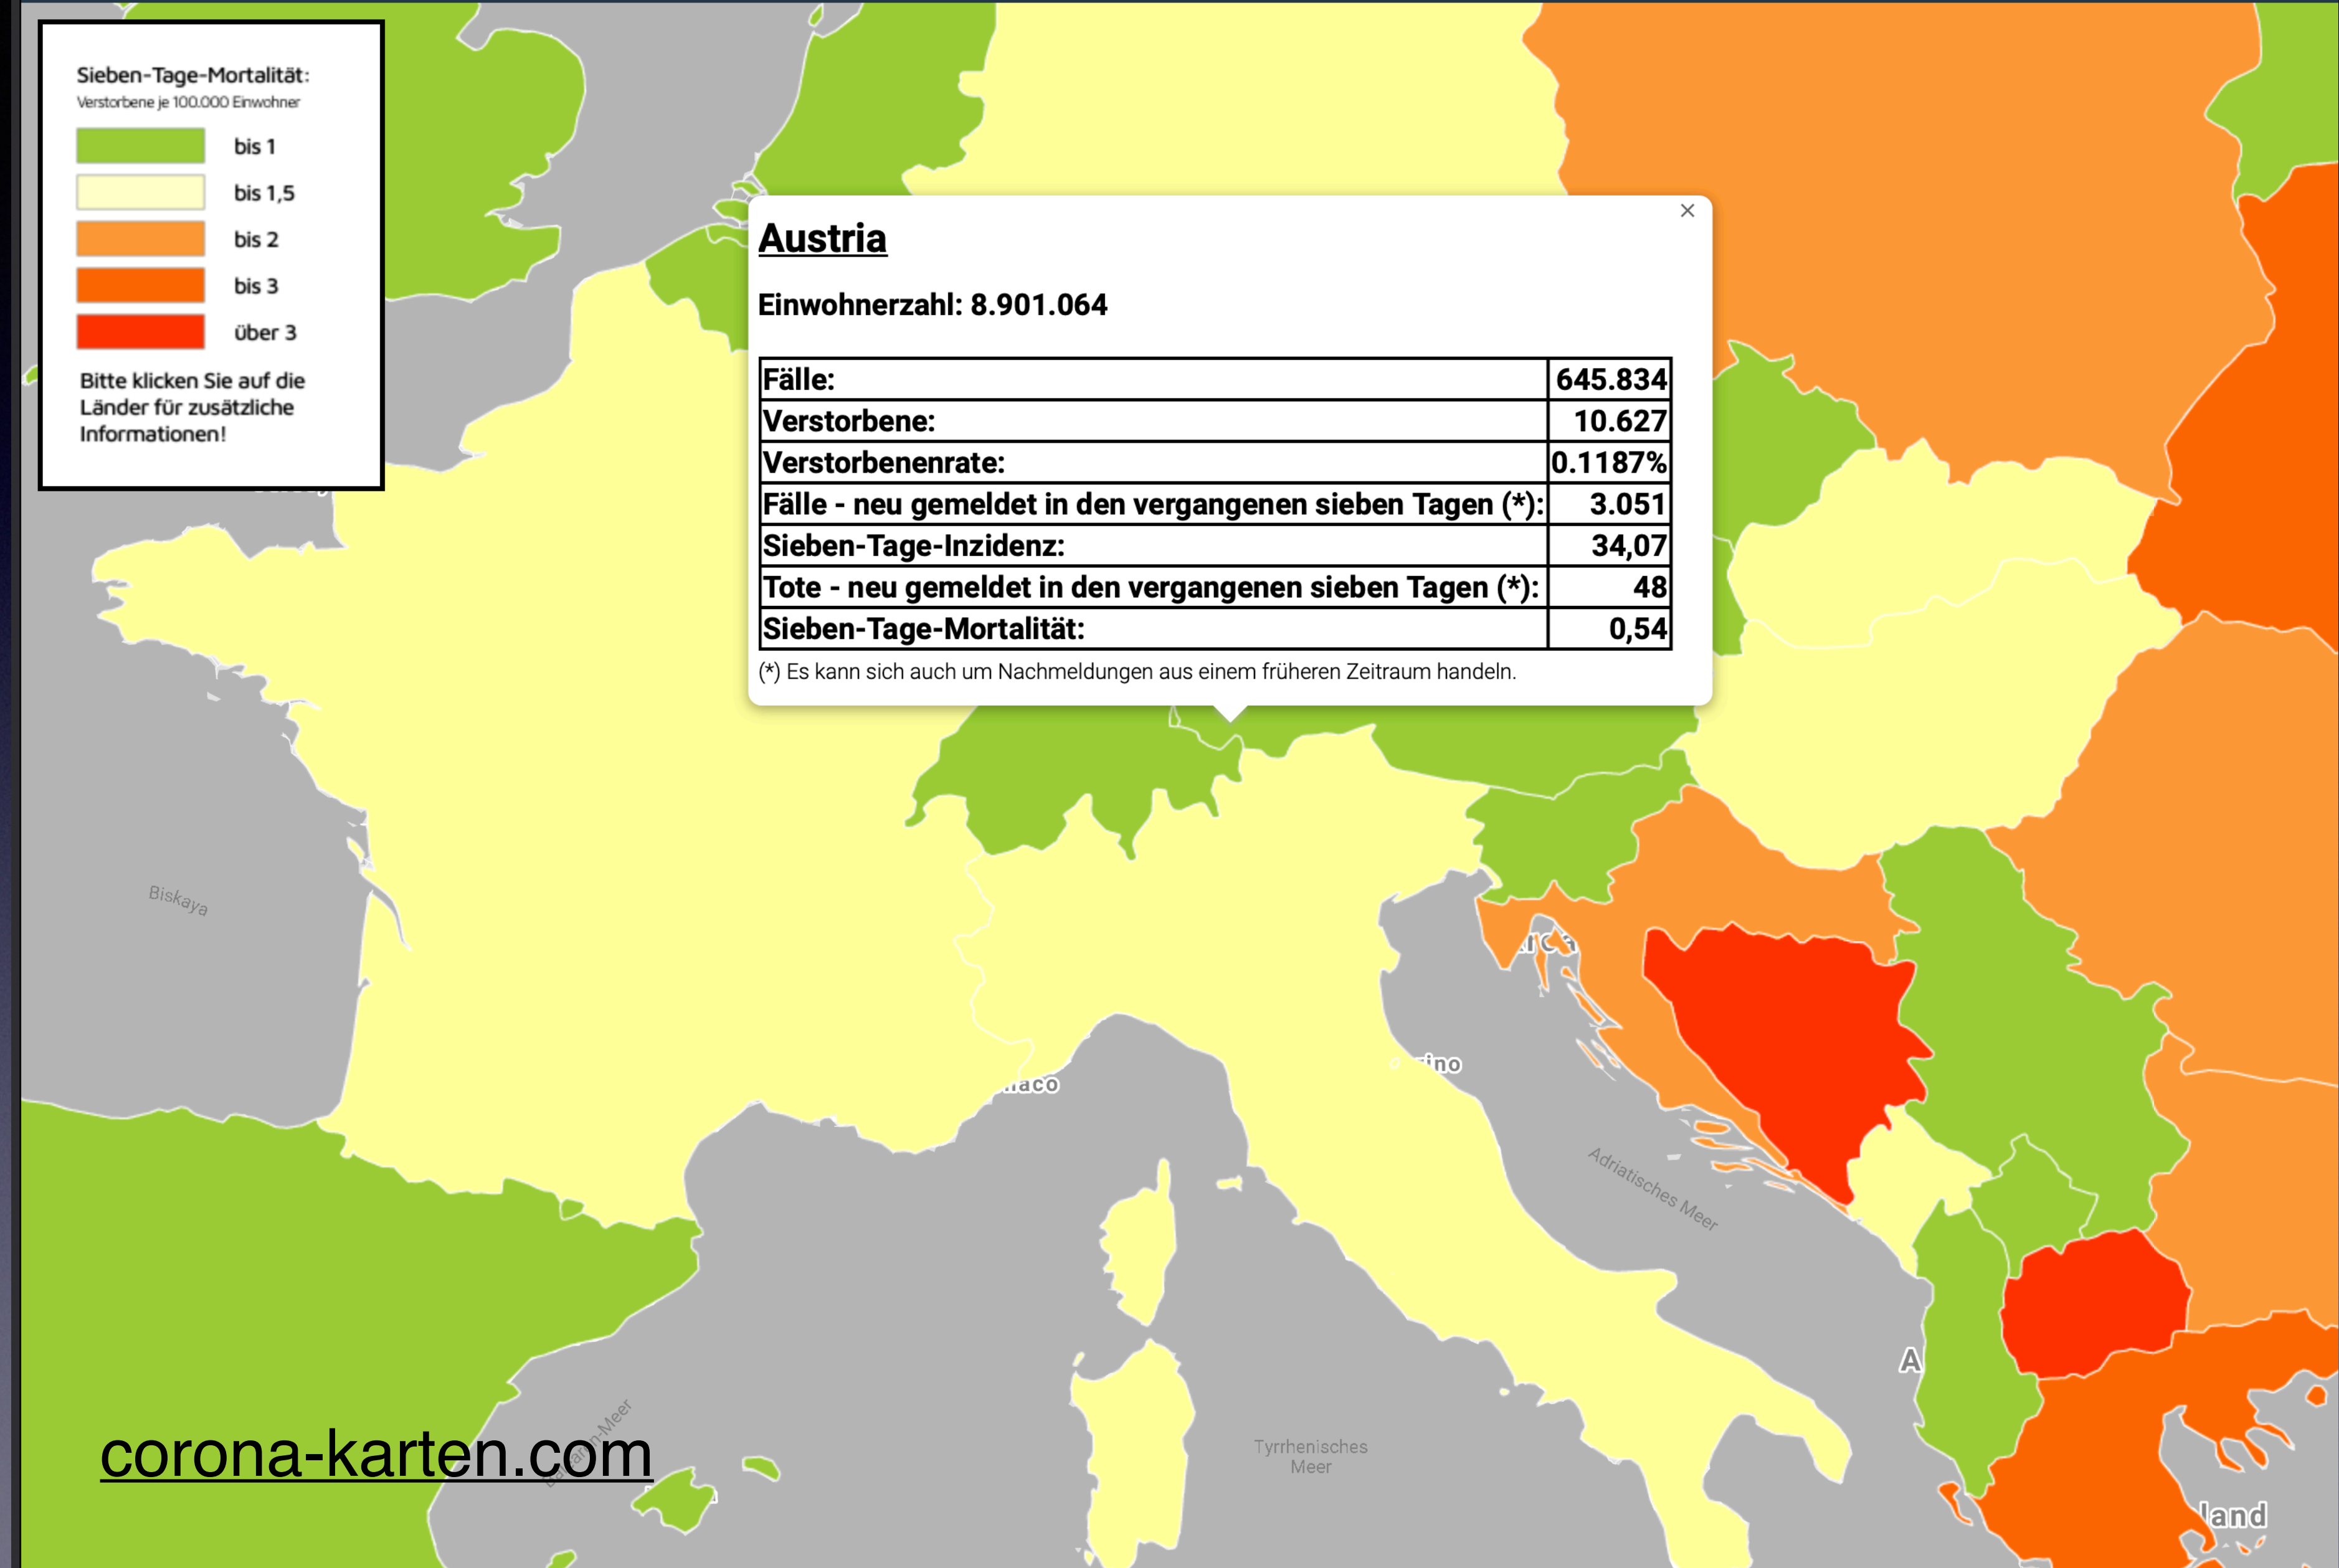 Sieben-Tage-Mortalität:
Verstorbene je 100.000 Einwohner
bis 1
bis 1,5
bis 2
bis 3
über 3
Bitte klicken Sie auf die
Länder für zusätzliche
Informationen!
Austria
Einwohnerzahl: 8.901.064
Fälle: 645.834
Verstorbene: 10.627
Verstorbenenrate: 0.1187%
Fälle - neu gemeldet in den vergangenen sieben Tagen (*): 3.051
Sieben-Tage-Inzidenz: 34,07
Tote - neu gemeldet in den vergangenen sieben Tagen (*): 48
Sieben-Tage-Mortalität: 0,54
(*) Es kann sich auch um Nachmeldungen aus einem früheren Zeitraum handeln.
Biskaya
Adriatisches Meer
A
Tyrrhenisches
Meer
corona-karten.com
land